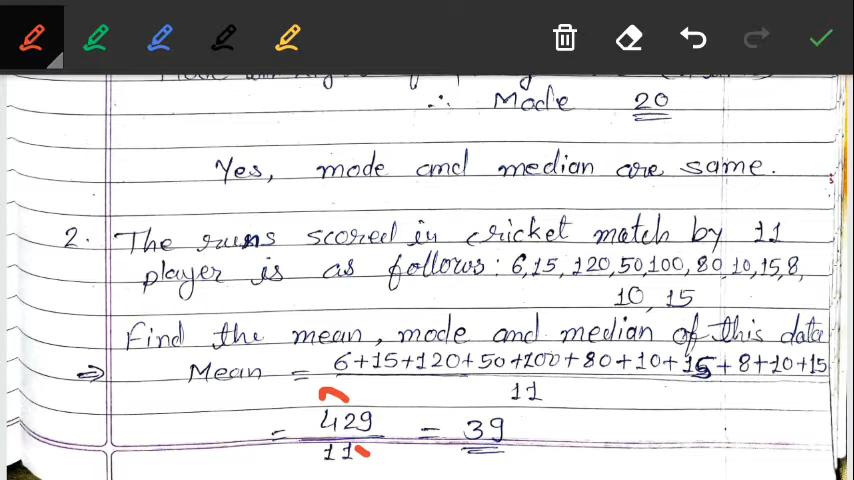 ∴ Mode 20
Yes, mode and median are same.
2. The runs scored in cricket match by 11
player is as follows: 6,15, 120,50,100, 80,10,15,8,
10, 15
Find the mean, mode and median of this data
⇒ Mean = 6+15+120+50+100+80+10+15+8+10+15
11
= 429 = 39
11